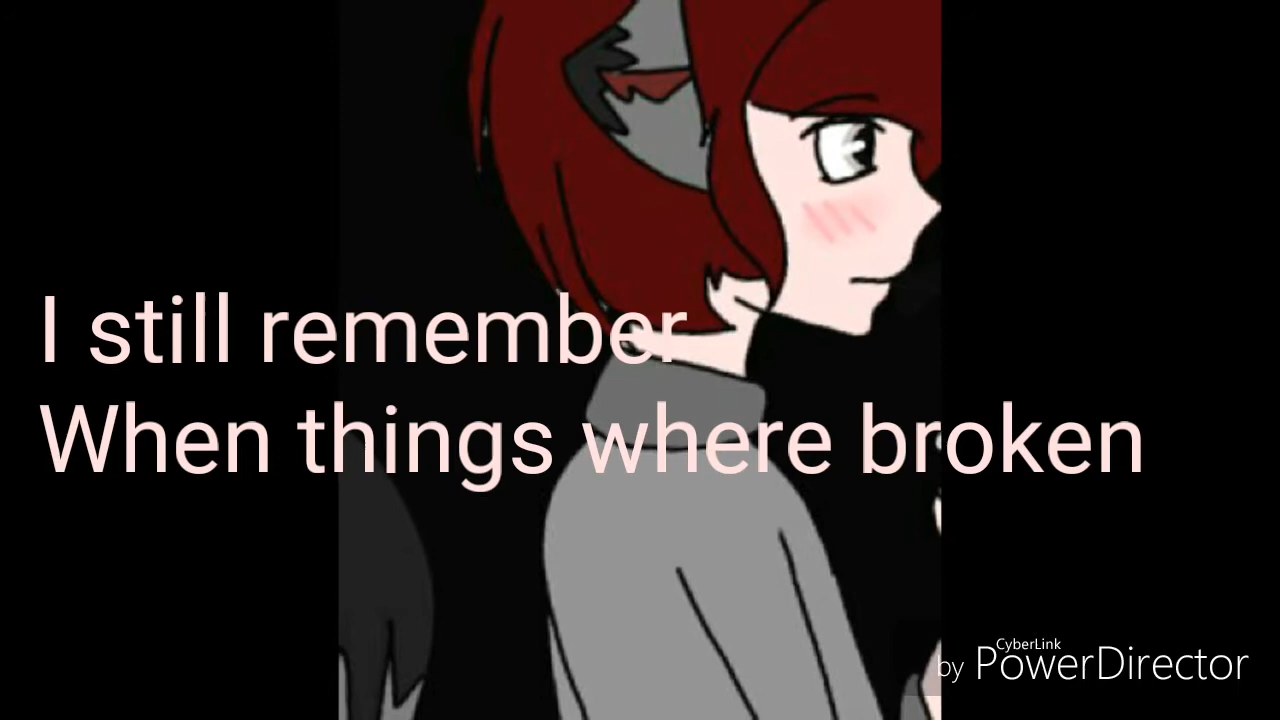 I still remember
When things where broken
CyberLink
by PowerDirector